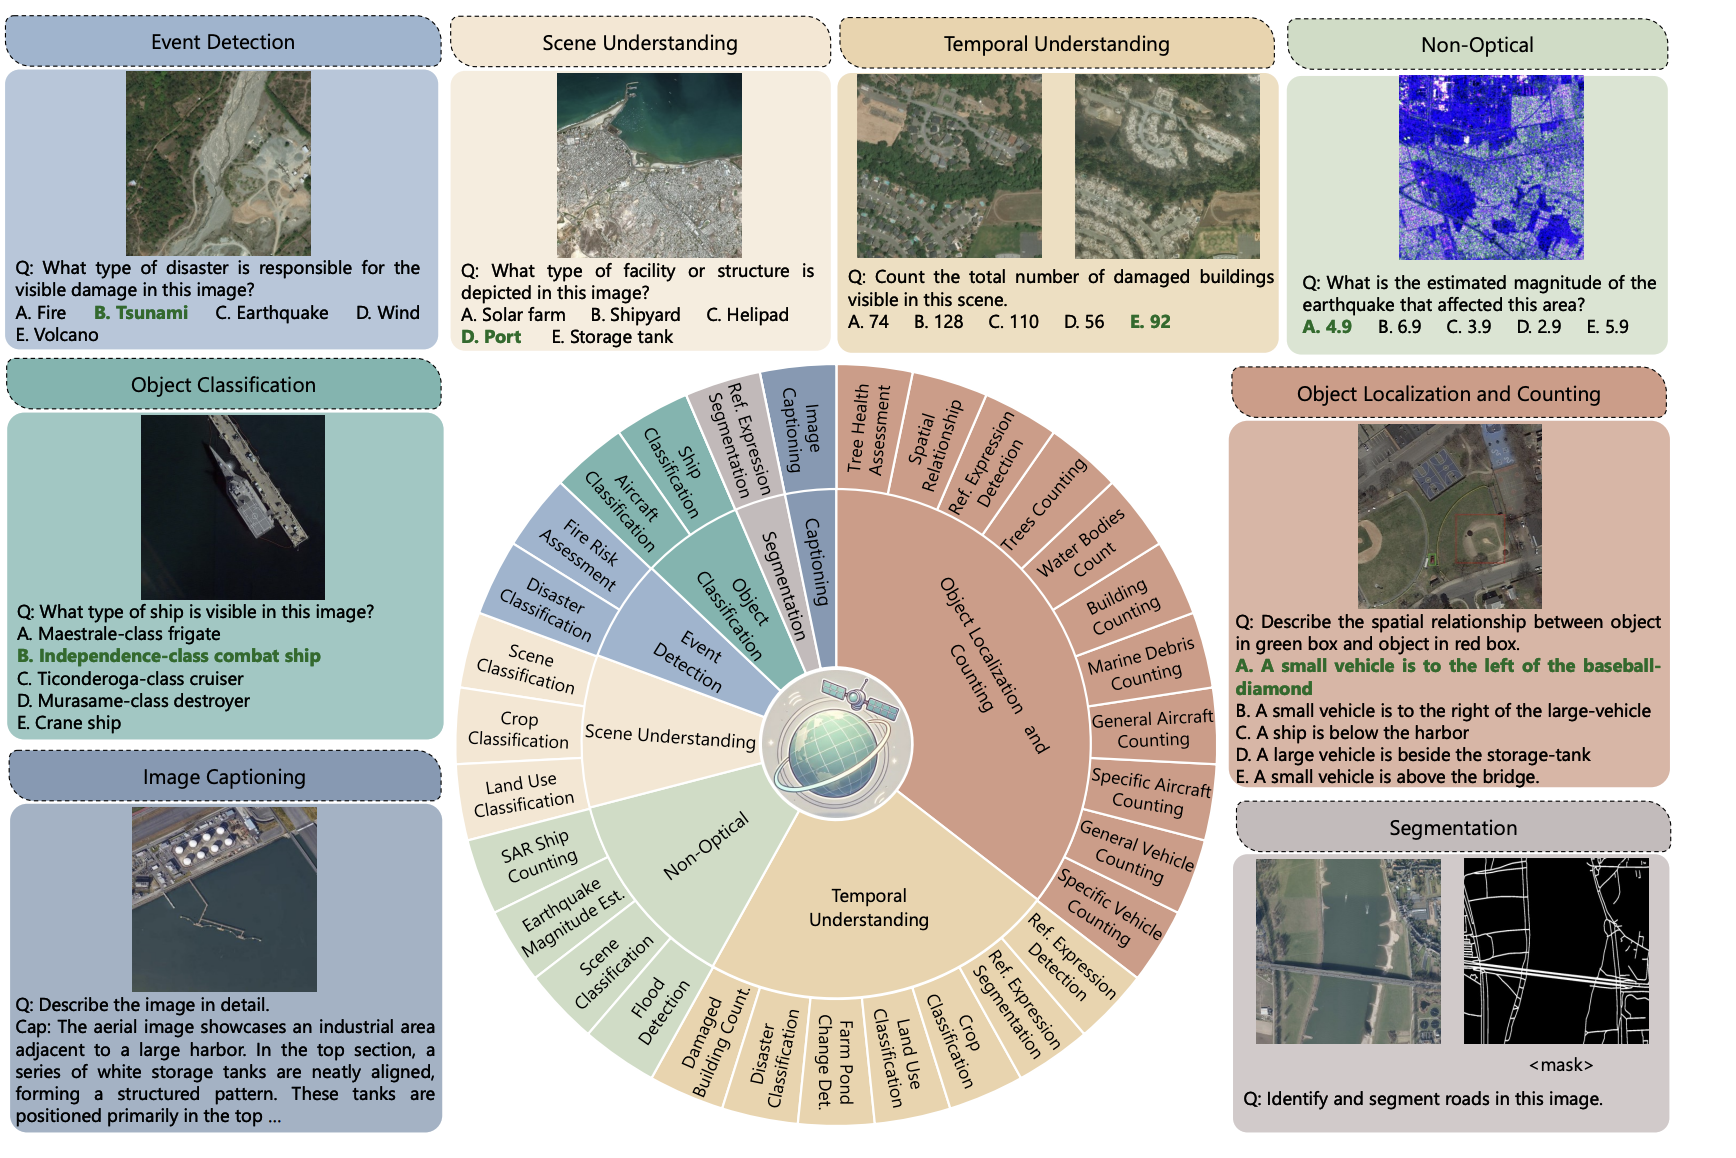 Event Detection
Q: What type of disaster is responsible for the
visible damage in this image?
A. Fire B. Tsunami C. Earthquake D. Wind
E. Volcano
Scene Understanding
Q: What type of facility or structure is
depicted in this image?
A. Solar farm B. Shipyard C. Helipad
D. Port E. Storage tank
Temporal Understanding
Q: Count the total number of damaged buildings
visible in this scene.
A. 74 B. 128 C. 110 D. 56 E. 92
Non-Optical
Q: What is the estimated magnitude of the
earthquake that affected this area?
A. 4.9 B. 6.9 C. 3.9 D. 2.9 E. 5.9
Object Classification
Q: What type of ship is visible in this image?
A. Maestrale-class frigate
B. Independence-class combat ship
C. Ticonderoga-class cruiser
D. Murasame-class destroyer
E. Crane ship
Image Captioning
Q: Describe the image in detail.
Cap: The aerial image showcases an industrial area
adjacent to a large harbor. In the top section, a
series of white storage tanks are neatly aligned,
forming a structured pattern. These tanks are
positioned primarily in the top ...
Object Localization and Counting
Q: Describe the spatial relationship between object
in green box and object in red box.
A. A small vehicle is to the left of the baseball-
diamond
B. A small vehicle is to the right of the large-vehicle
C. A ship is below the harbor
D. A large vehicle is beside the storage-tank
E. A small vehicle is above the bridge.
Segmentation
<mask>
Q: Identify and segment roads in this image.
Object Localization and
Counting
Tree Health
Assessment
Spatial
Relationship
Ref. Expression
Detection
Trees Counting
Water Bodies
Count
Building
Counting
Marine Debris
Counting
General Aircraft
Counting
Specific Aircraft
Counting
General Vehicle
Counting
Specific Vehicle
Counting
Temporal
Understanding
Ref. Expression
Detection
Ref. Expression
Segmentation
Crop
Classification
Land Use
Classification
Farm Pond
Change Det.
Disaster
Classification
Damaged
Building Count.
Non-Optical
Flood
Detection
Scene
Classification
Earthquake
Magnitude Est.
SAR Ship
Counting
Scene Understanding
Land Use
Classification
Crop
Classification
Scene
Classification
Event
Detection
Disaster
Classification
Fire Risk
Assessment
Object
Classification
Aircraft
Classification
Ship
Classification
Segmentation
Ref. Expression
Segmentation
Captioning
Image
Captioning